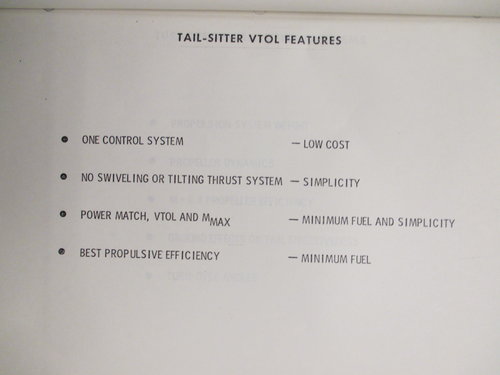 TAIL-SITTER VTOL FEATURES
• ONE CONTROL SYSTEM — LOW COST
• NO SWIVELING OR TILTING THRUST SYSTEM — SIMPLICITY
• POWER MATCH, VTOL AND MMAX — MINIMUM FUEL AND SIMPLICITY
• BEST PROPULSIVE EFFICIENCY — MINIMUM FUEL